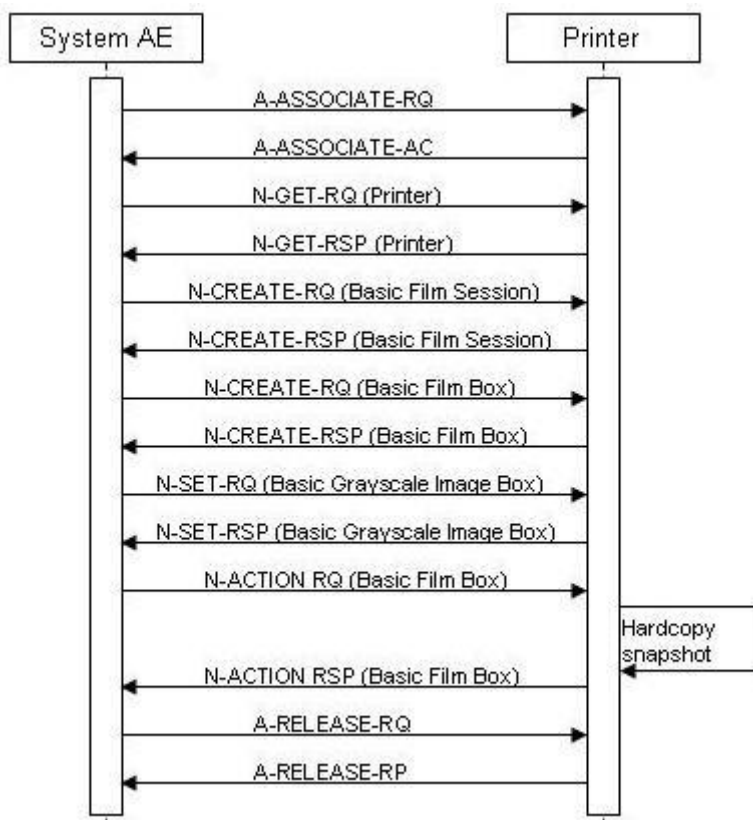 System AE
Printer
A-ASSOCIATE-RQ
A-ASSOCIATE-AC
N-GET-RQ (Printer)
N-GET-RSP (Printer)
N-CREATE-RQ (Basic Film Session)
N-CREATE-RSP (Basic Film Session)
N-CREATE-RQ (Basic Film Box)
N-CREATE-RSP (Basic Film Box)
N-SET-RQ (Basic Grayscale Image Box)
N-SET-RSP (Basic Grayscale Image Box)
N-ACTION RQ (Basic Film Box)
Hardcopy
snapshot
N-ACTION RSP (Basic Film Box)
A-RELEASE-RQ
A-RELEASE-RP